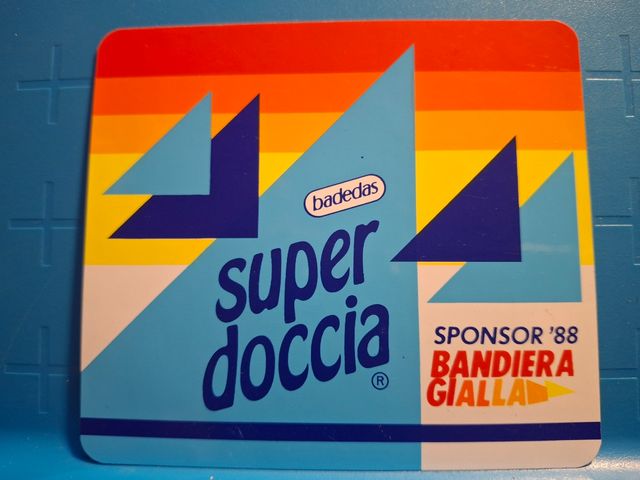 badedas
super
doccia
®
SPONSOR '88
BANDIERA
GIALLA